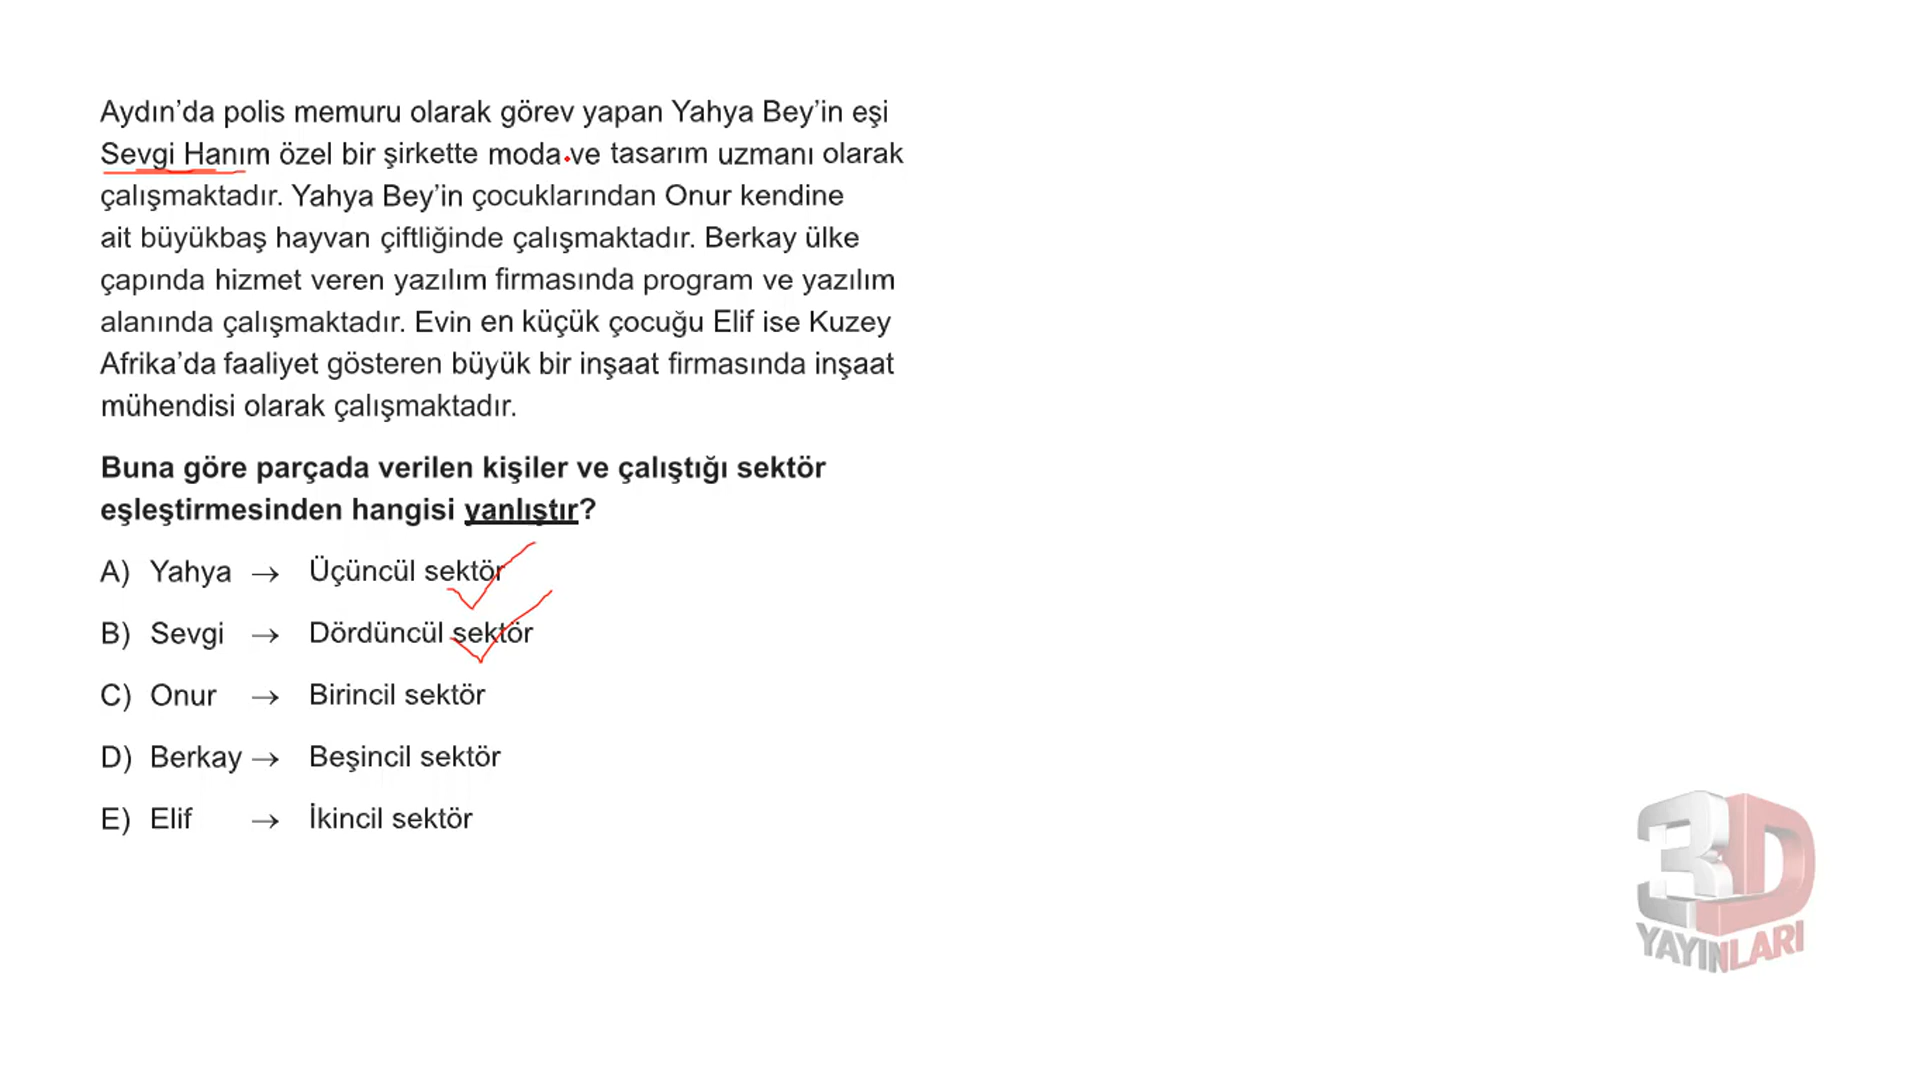 Aydın’da polis memuru olarak görev yapan Yahya Bey’in eşi
Sevgi Hanım özel bir şirkette moda ve tasarım uzmanı olarak
çalışmaktadır. Yahya Bey’in çocuklarından Onur kendine
ait büyükbaş hayvan çiftliğinde çalışmaktadır. Berkay ülke
çapında hizmet veren yazılım firmasında program ve yazılım
alanında çalışmaktadır. Evin en küçük çocuğu Elif ise Kuzey
Afrika’da faaliyet gösteren büyük bir inşaat firmasında inşaat
mühendisi olarak çalışmaktadır.
Buna göre parçada verilen kişiler ve çalıştığı sektör
eşleştirmesinden hangisi yanlıştır?
A) Yahya → Üçüncül sektör
B) Sevgi → Dördüncül sektör
C) Onur → Birincil sektör
D) Berkay → Beşincil sektör
E) Elif → İkincil sektör
3D
YAYINLARI